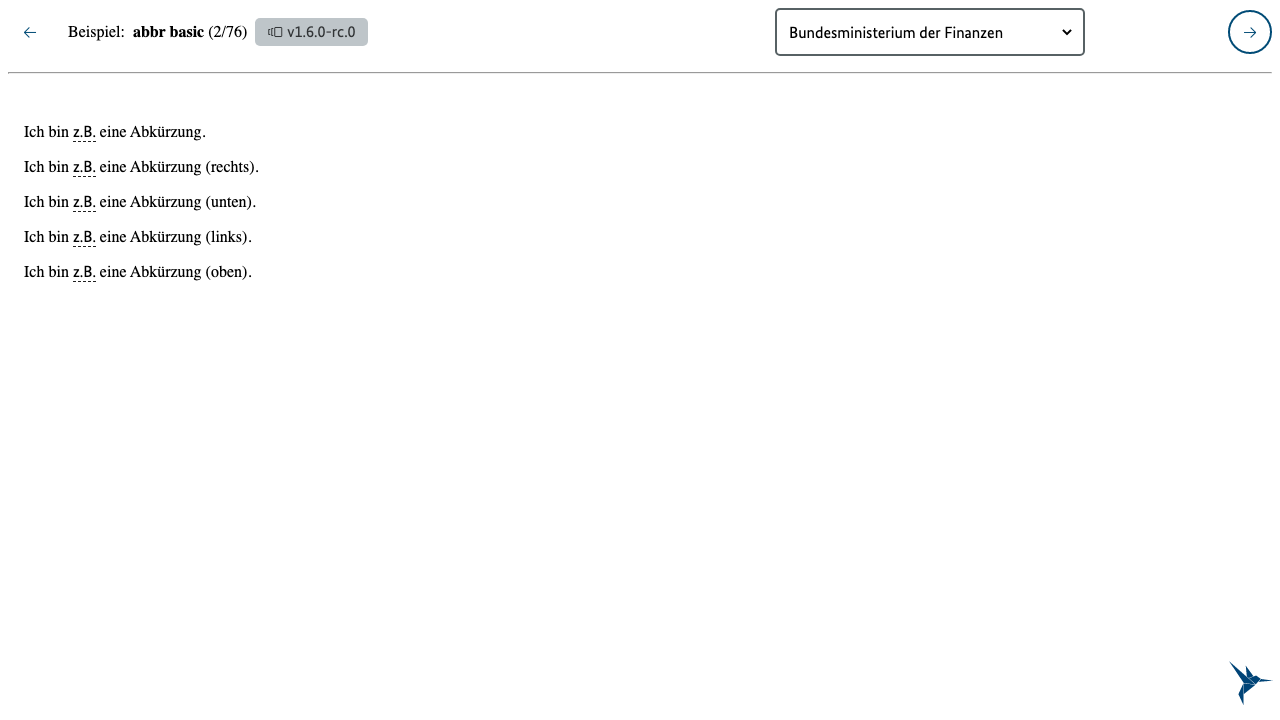 Beispiel: abbr basic (2/76) v1.6.0-rc.0 Bundesministerium der Finanzen
Ich bin z.B. eine Abkürzung.
Ich bin z.B. eine Abkürzung (rechts).
Ich bin z.B. eine Abkürzung (unten).
Ich bin z.B. eine Abkürzung (links).
Ich bin z.B. eine Abkürzung (oben).